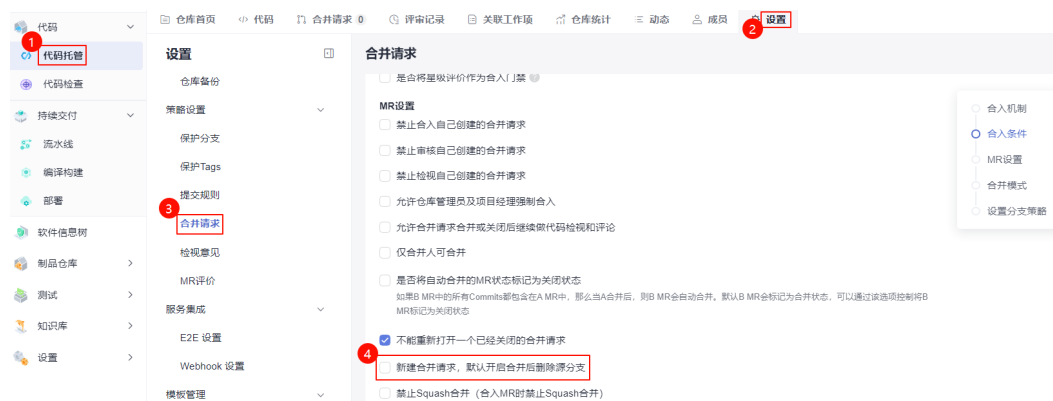 代码
1
代码托管
代码检查
持续交付
流水线
编译构建
部署
软件信息树
制品仓库
测试
知识库
设置
仓库首页 代码 合并请求 0 评审记录 关联工作项 仓库统计 动态 成员 2 设置
设置
仓库备份
策略设置
保护分支
保护Tags
提交规则
3
合并请求
检视意见
MR评价
服务集成
E2E 设置
Webhook 设置
模板管理
合并请求
是否将星级评价作为合入门禁
MR设置
禁止合入自己创建的合并请求
禁止审核自己创建的合并请求
禁止检视自己创建的合并请求
允许仓库管理员及项目经理强制合入
允许合并请求合并或关闭后继续做代码检视和评论
仅合并人可合并
是否将自动合并的MR状态标记为关闭状态
如果B MR中的所有Commits都包含在A MR中，那么当A合并后，则B MR会自动合并。默认B MR会标记为合并状态，可以通过该选项控制将B
MR标记为关闭状态
不能重新打开一个已经关闭的合并请求
4
新建合并请求，默认开启合并后删除源分支
禁止Squash合并（合入MR时禁止Squash合并）
合入机制
合入条件
MR设置
合并模式
设置分支策略